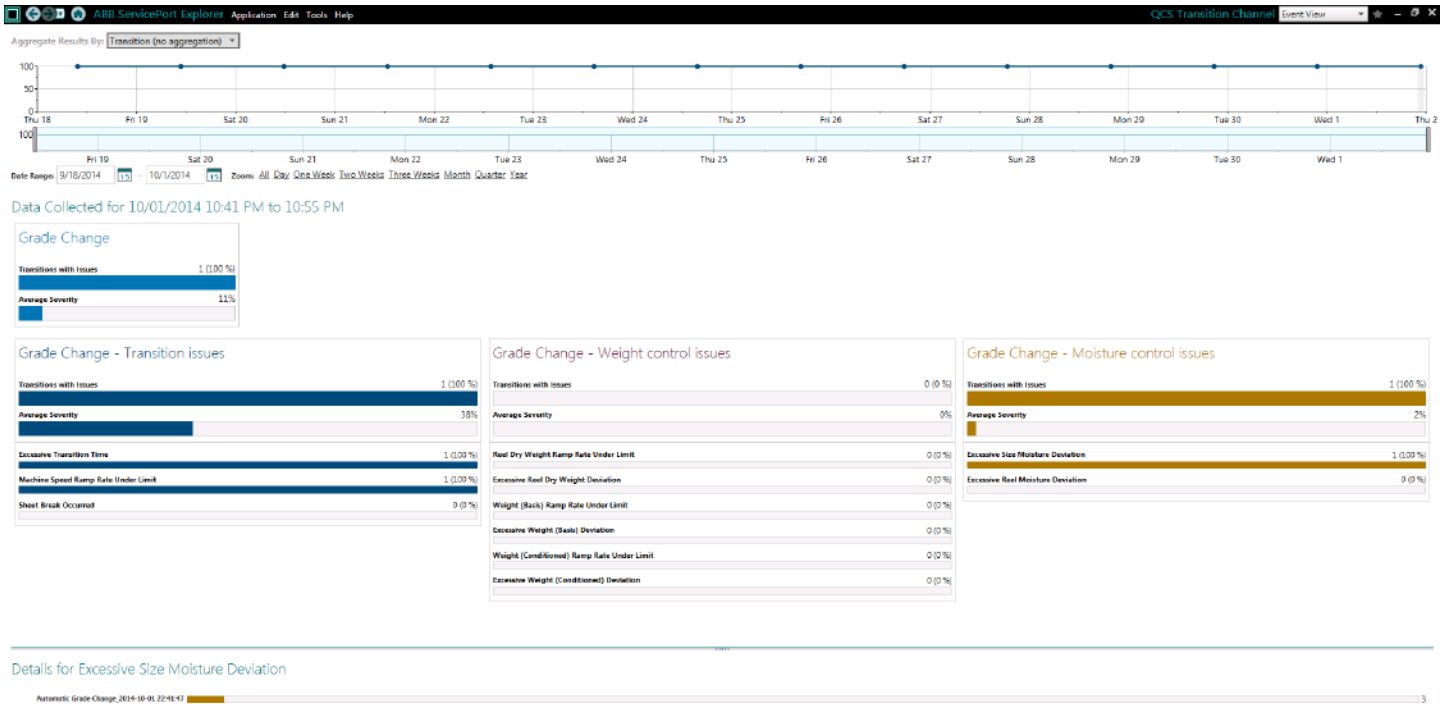 ABB ServicePort Explorer Application Edit Tools Help QCS Transition Channel Event View
Aggregate Results By: Transition (no aggregation)
100
50
0
Thu 18 Fri 19 Sat 20 Sun 21 Mon 22 Tue 23 Wed 24 Thu 25 Fri 26 Sat 27 Sun 28 Mon 29 Tue 30 Wed 1 Thu 2
100
Fri 19 Sat 20 Sun 21 Mon 22 Tue 23 Wed 24 Thu 25 Fri 26 Sat 27 Sun 28 Mon 29 Tue 30 Wed 1
Date Range: 9/18/2014 15 - 10/1/2014 15 Zoom: All Day One Week Two Weeks Three Weeks Month Quarter Year
Data Collected for 10/01/2014 10:41 PM to 10:55 PM
Grade Change
Transitions with Issues 1 (100 %)
Average Severity 11%
Grade Change - Transition issues
Transitions with Issues 1 (100 %)
Average Severity 38%
Excessive Transition Time 1 (100 %)
Machine Speed Ramp Rate Under Limit 1 (100 %)
Sheet Break Occurred 0 (0 %)
Grade Change - Weight control issues
Transitions with Issues 0 (0 %)
Average Severity 0%
Reel Dry Weight Ramp Rate Under Limit 0 (0 %)
Excessive Reel Dry Weight Deviation 0 (0 %)
Weight (Basis) Ramp Rate Under Limit 0 (0 %)
Excessive Weight (Basis) Deviation 0 (0 %)
Weight (Conditioned) Ramp Rate Under Limit 0 (0 %)
Excessive Weight (Conditioned) Deviation 0 (0 %)
Grade Change - Moisture control issues
Transitions with Issues 1 (100 %)
Average Severity 2%
Excessive Size Moisture Deviation 1 (100 %)
Excessive Reel Moisture Deviation 0 (0 %)
Details for Excessive Size Moisture Deviation
Automatic Grade Change_2014-10-01 22:41:47 3